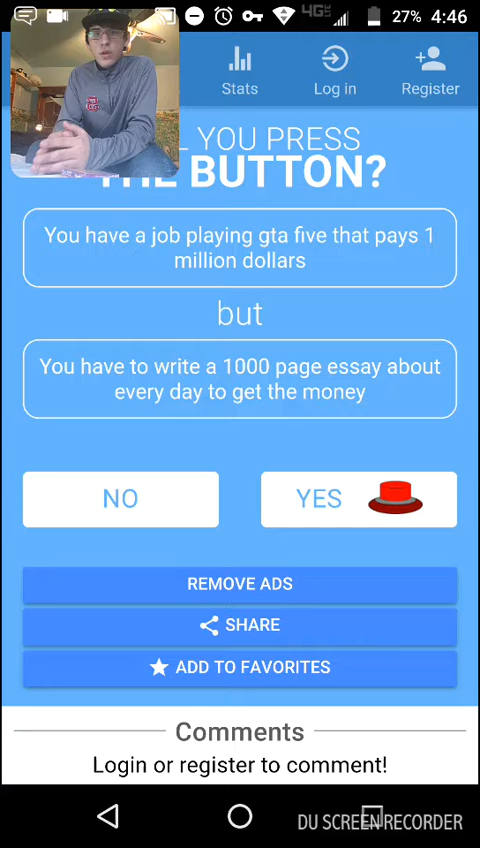 4G
27% 4:46
Stats
Log in
Register
YOU PRESS
BUTTON?
You have a job playing gta five that pays 1
million dollars
but
You have to write a 1000 page essay about
every day to get the money
NO
YES
REMOVE ADS
SHARE
ADD TO FAVORITES
Comments
Login or register to comment!
DU SCREEN RECORDER